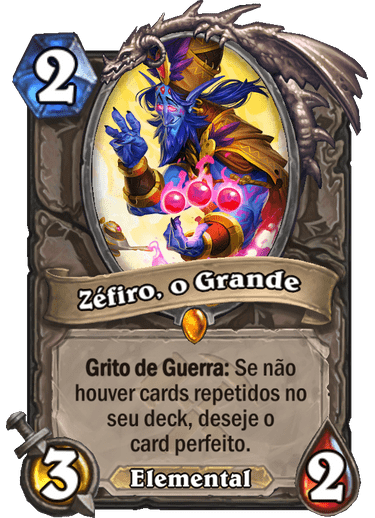 2
Zéfiro, o Grande
Grito de Guerra: Se não
houver cards repetidos no
seu deck, deseje o
card perfeito.
3
Elemental
2